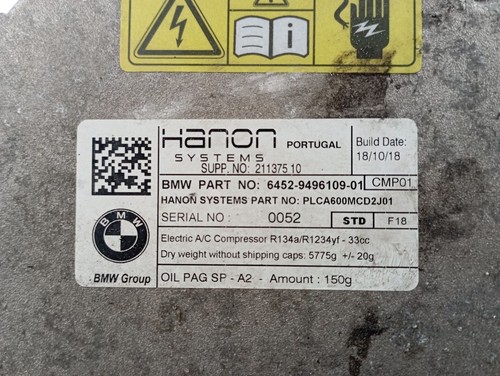 Hanon
SYSTEMS
PORTUGAL
Build Date:
18/10/18
SUPP. NO: 211375 10
BMW PART NO: 6452-9496109-01 CMP01
HANON SYSTEMS PART NO: PLCA600MCD2J01
SERIAL NO : 0052 STD F18
BMW
BMW Group
Electric A/C Compressor R134a/R1234yf - 33cc
Dry weight without shipping caps: 5775g +/- 20g
OIL PAG SP - A2 - Amount : 150g